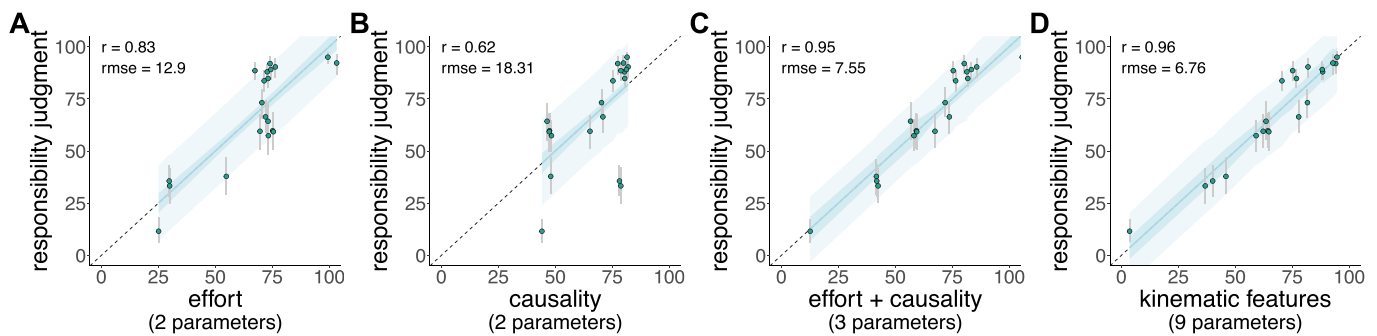 A
responsibility judgment
100
75
50
25
0
r = 0.83
rmse = 12.9
0 25 50 75 100
effort
(2 parameters)
B
responsibility judgment
100
75
50
25
0
r = 0.62
rmse = 18.31
0 25 50 75 100
causality
(2 parameters)
C
responsibility judgment
100
75
50
25
0
r = 0.95
rmse = 7.55
0 25 50 75 100
effort + causality
(3 parameters)
D
responsibility judgment
100
75
50
25
0
r = 0.96
rmse = 6.76
0 25 50 75 100
kinematic features
(9 parameters)